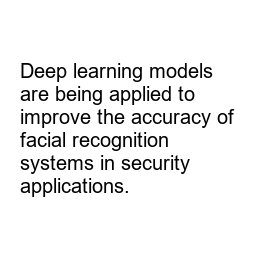 Deep learning models
are being applied to
improve the accuracy of
facial recognition
systems in security
applications.